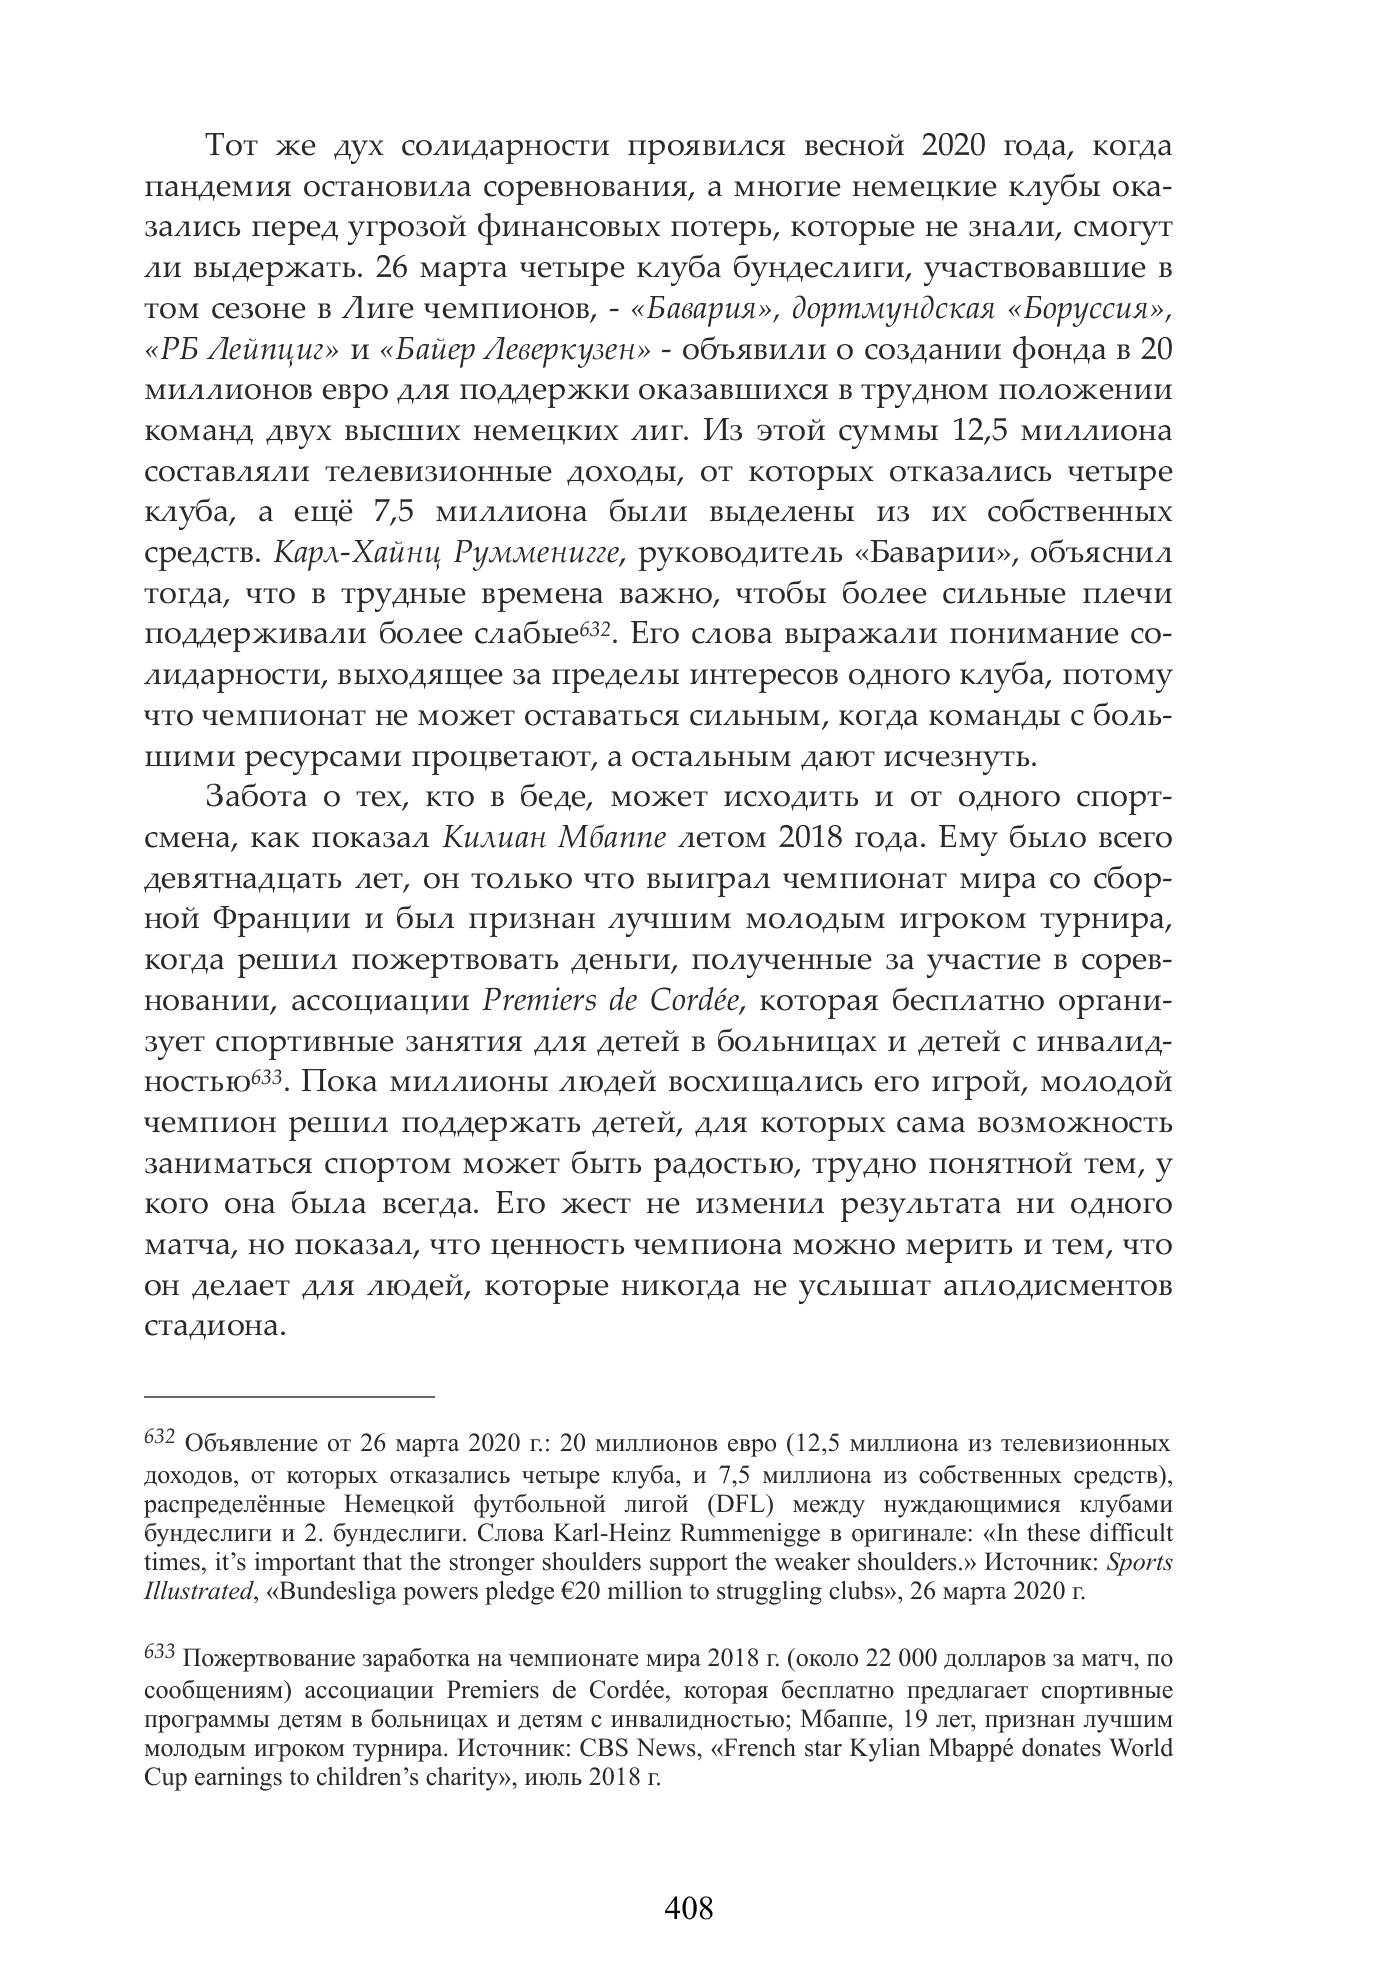 Тот же дух солидарности проявился весной 2020 года, когда
пандемия остановила соревнования, а многие немецкие клубы ока-
зались перед угрозой финансовых потерь, которые не знали, смогут
ли выдержать. 26 марта четыре клуба бундеслиги, участвовавшие в
том сезоне в Лиге чемпионов, - «Бавария», дортмундская «Боруссия»,
«РБ Лейпциг» и «Байер Леверкузен» - объявили о создании фонда в 20
миллионов евро для поддержки оказавшихся в трудном положении
команд двух высших немецких лиг. Из этой суммы 12,5 миллиона
составляли телевизионные доходы, от которых отказались четыре
клуба, а ещё 7,5 миллиона были выделены из их собственных
средств. Карл-Хайнц Румменигге, руководитель «Баварии», объяснил
тогда, что в трудные времена важно, чтобы более сильные плечи
поддерживали более слабые632. Его слова выражали понимание со-
лидарности, выходящее за пределы интересов одного клуба, потому
что чемпионат не может оставаться сильным, когда команды с боль-
шими ресурсами процветают, а остальным дают исчезнуть.
Забота о тех, кто в беде, может исходить и от одного спорт-
смена, как показал Килиан Мбаппе летом 2018 года. Ему было всего
девятнадцать лет, он только что выиграл чемпионат мира со сбор-
ной Франции и был признан лучшим молодым игроком турнира,
когда решил пожертвовать деньги, полученные за участие в сорев-
новании, ассоциации Premiers de Cordée, которая бесплатно органи-
зует спортивные занятия для детей в больницах и детей с инвалид-
ностью633. Пока миллионы людей восхищались его игрой, молодой
чемпион решил поддержать детей, для которых сама возможность
заниматься спортом может быть радостью, трудно понятной тем, у
кого она была всегда. Его жест не изменил результата ни одного
матча, но показал, что ценность чемпиона можно мерить и тем, что
он делает для людей, которые никогда не услышат аплодисментов
стадиона.
632 Объявление от 26 марта 2020 г.: 20 миллионов евро (12,5 миллиона из телевизионных
доходов, от которых отказались четыре клуба, и 7,5 миллиона из собственных средств),
распределённые Немецкой футбольной лигой (DFL) между нуждающимися клубами
бундеслиги и 2. бундеслиги. Слова Karl-Heinz Rummenigge в оригинале: «In these difficult
times, it’s important that the stronger shoulders support the weaker shoulders.» Источник: Sports
Illustrated, «Bundesliga powers pledge €20 million to struggling clubs», 26 марта 2020 г.
633 Пожертвование заработка на чемпионате мира 2018 г. (около 22 000 долларов за матч, по
сообщениям) ассоциации Premiers de Cordée, которая бесплатно предлагает спортивные
программы детям в больницах и детям с инвалидностью; Мбаппе, 19 лет, признан лучшим
молодым игроком турнира. Источник: CBS News, «French star Kylian Mbappé donates World
Cup earnings to children’s charity», июль 2018 г.
408